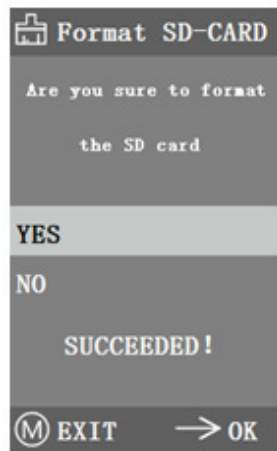 Format SD-CARD
Are you sure to format
the SD card
YES
NO
SUCCEEDED!
M EXIT → OK